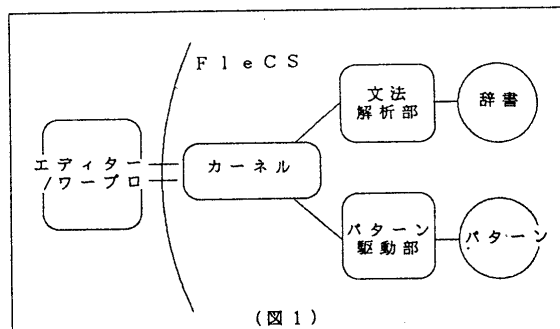 FleCS
文法
解析部
辞書
エディター
/ワープロ
カーネル
パターン
駆動部
パターン
(図1)